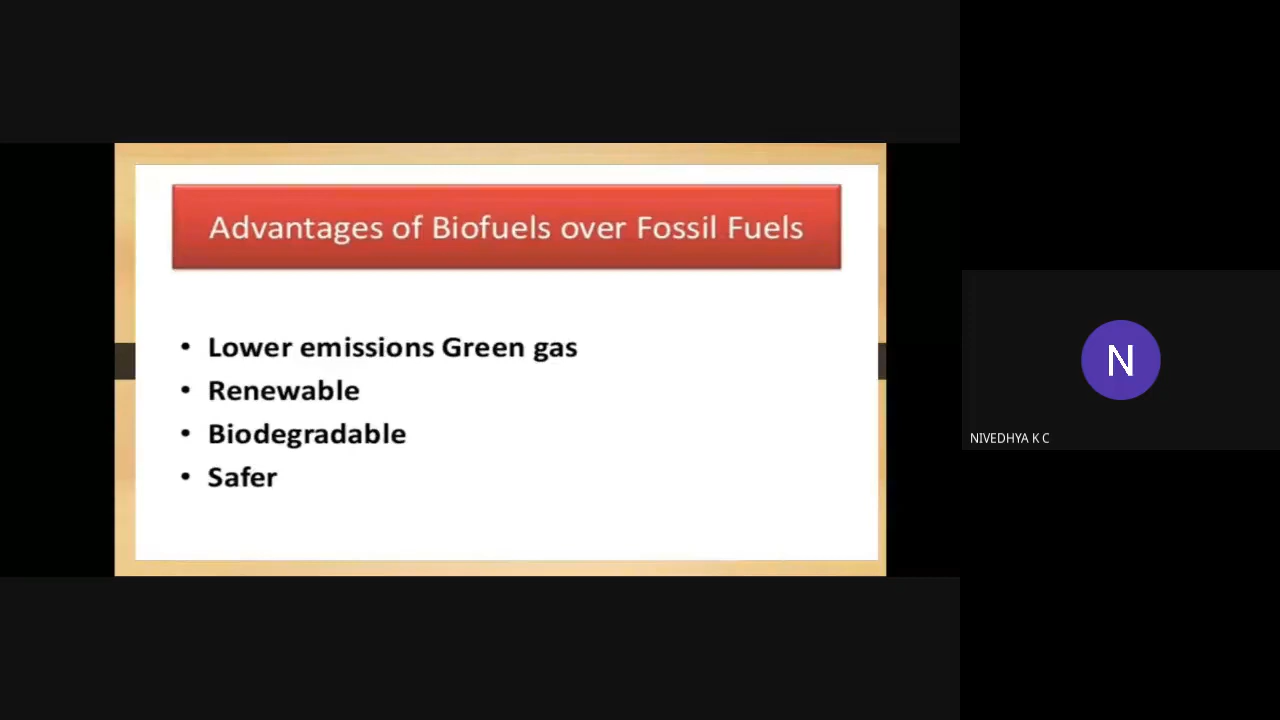 Advantages of Biofuels over Fossil Fuels
• Lower emissions Green gas
• Renewable
• Biodegradable
• Safer
N
NIVEDHYA K C